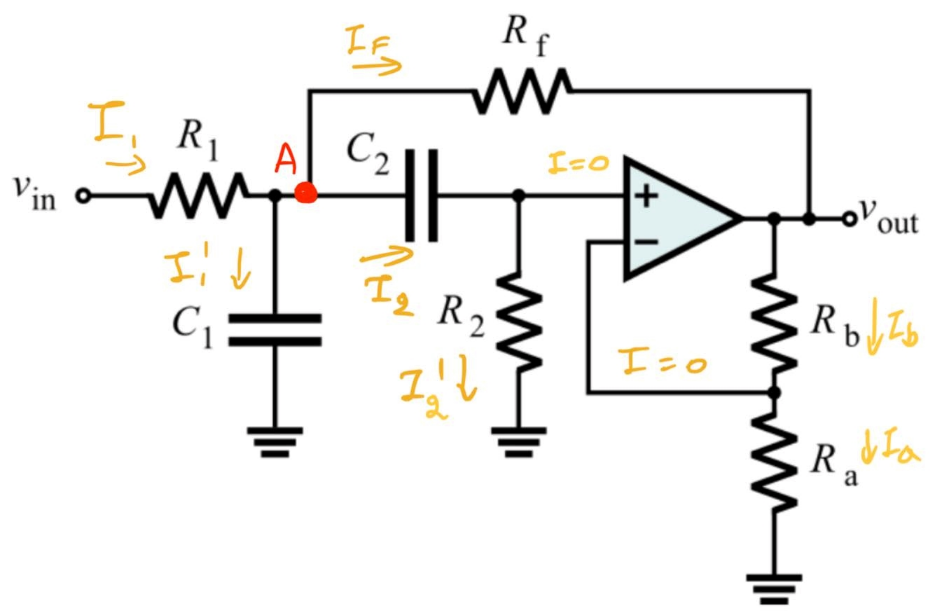 I_F
R_f
I_1
R_1
A
C_2
I=0
v_in
+
v_out
−
I_1'
I_2
C_1
R_2
R_b
I_b
I=0
I_2'
R_a
I_a